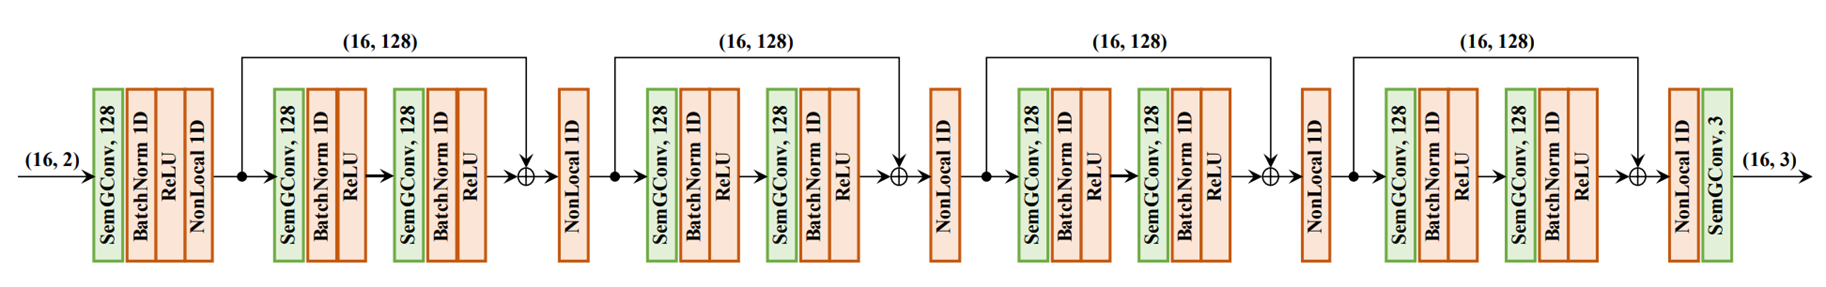 (16, 128)
(16, 128)
(16, 128)
(16, 128)
(16, 2)
SemGConv, 128
BatchNorm 1D
ReLU
NonLocal 1D
SemGConv, 128
BatchNorm 1D
ReLU
SemGConv, 128
BatchNorm 1D
ReLU
NonLocal 1D
SemGConv, 128
BatchNorm 1D
ReLU
SemGConv, 128
BatchNorm 1D
ReLU
NonLocal 1D
SemGConv, 128
BatchNorm 1D
ReLU
SemGConv, 128
BatchNorm 1D
ReLU
NonLocal 1D
SemGConv, 128
BatchNorm 1D
ReLU
SemGConv, 128
BatchNorm 1D
ReLU
NonLocal 1D
SemGConv, 3
(16, 3)